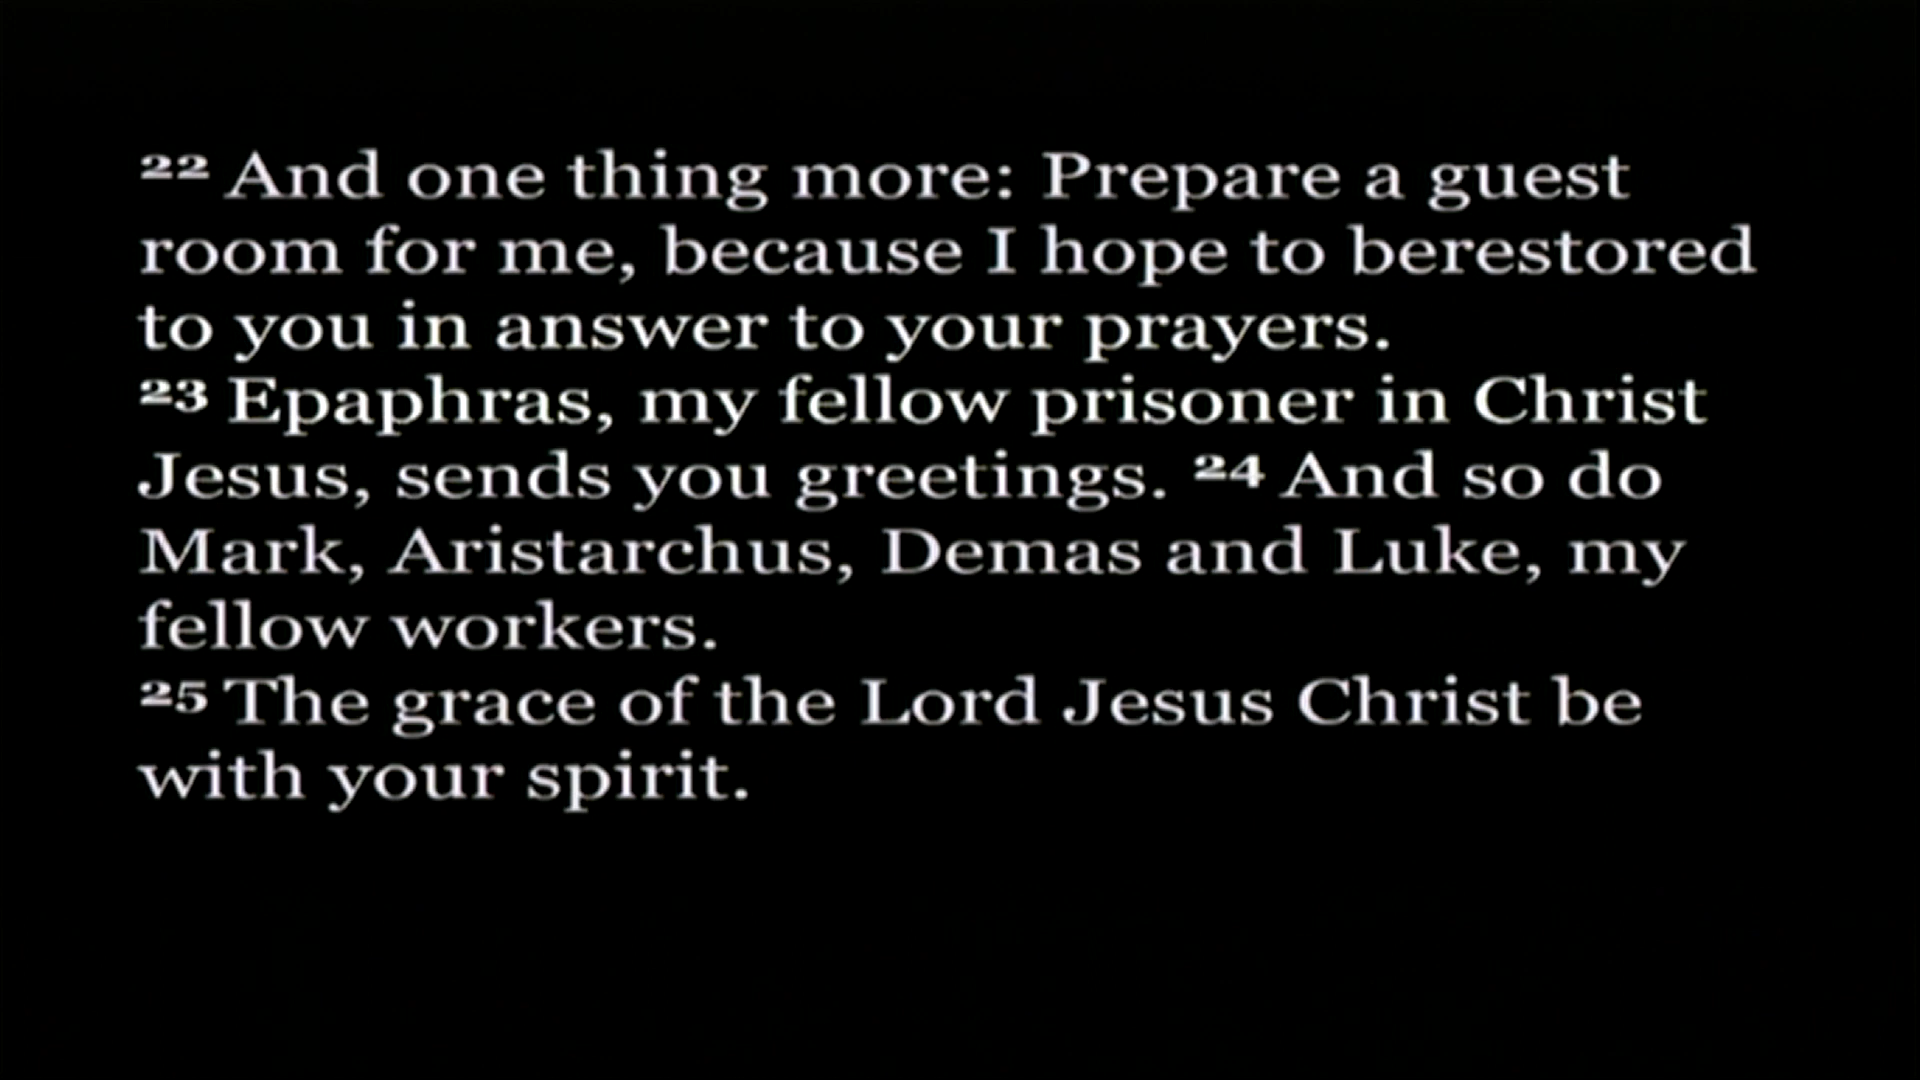 22 And one thing more: Prepare a guest
room for me, because I hope to berestored
to you in answer to your prayers.
23 Epaphras, my fellow prisoner in Christ
Jesus, sends you greetings. 24 And so do
Mark, Aristarchus, Demas and Luke, my
fellow workers.
25 The grace of the Lord Jesus Christ be
with your spirit.